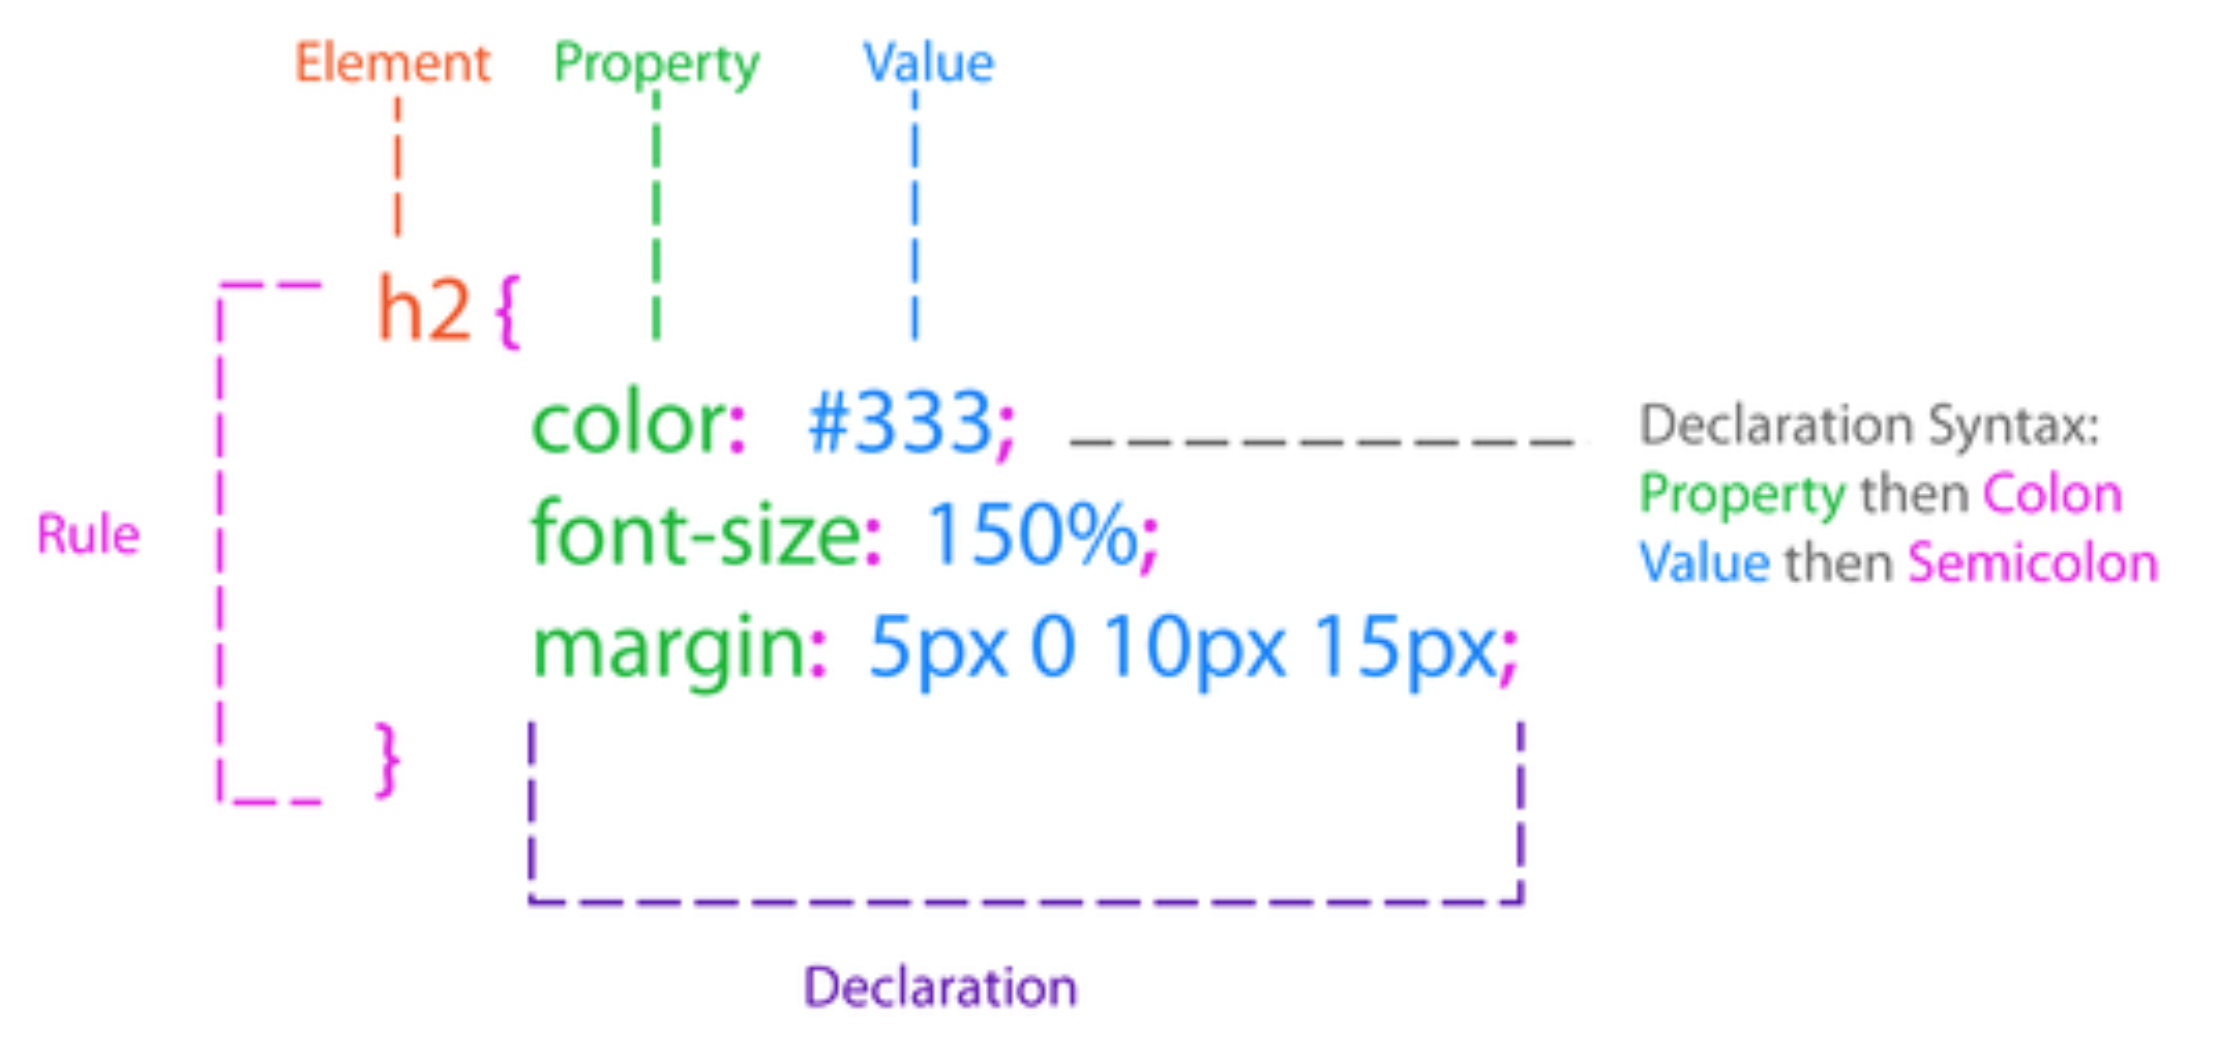 Element Property Value
h2 {
color: #333;
font-size: 150%;
margin: 5px 0 10px 15px;
}
Rule
Declaration Syntax:
Property then Colon
Value then Semicolon
Declaration